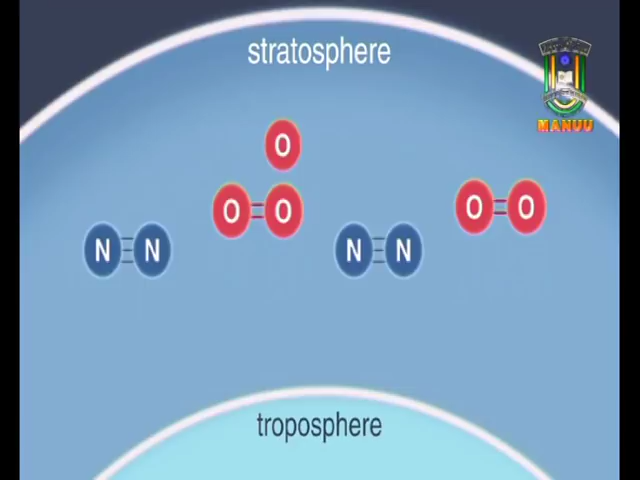 stratosphere
O
O=O
O=O
N≡N
N≡N
troposphere
MANUU